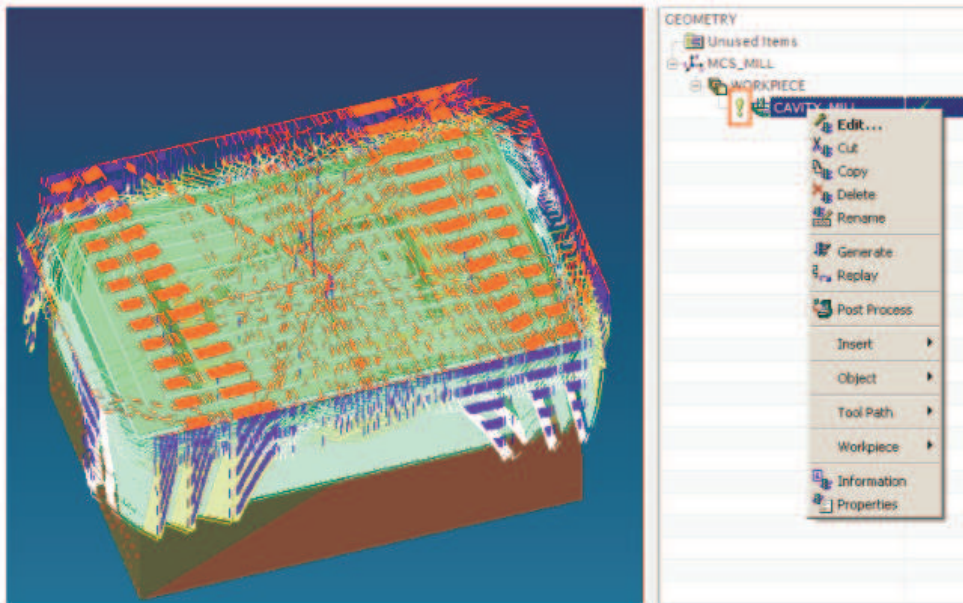 GEOMETRY
Unused Items
MCS_MILL
WORKPIECE
CAVITY_MILL
Edit...
Cut
Copy
Delete
Rename
Generate
Replay
Post Process
Insert
Object
Tool Path
Workpiece
Information
Properties